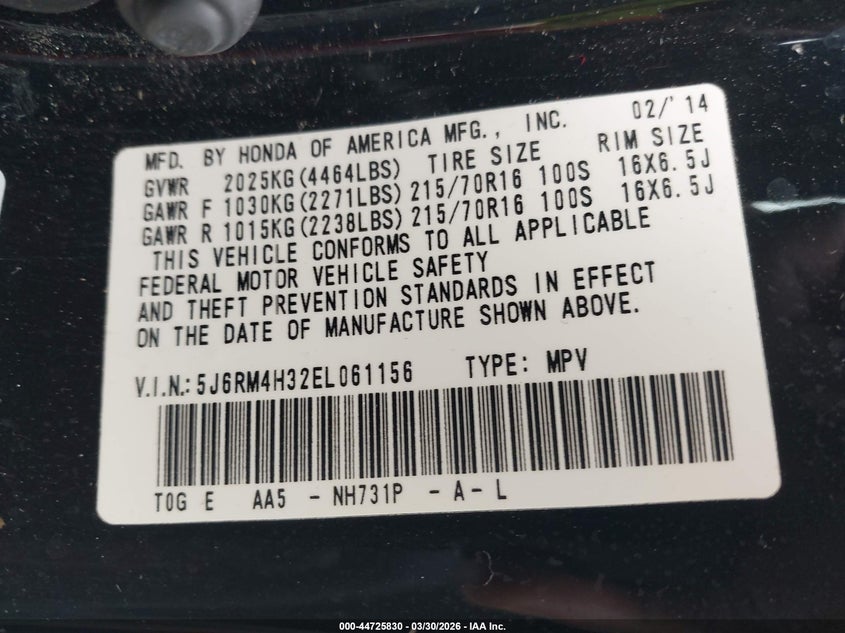 MFD. BY HONDA OF AMERICA MFG., INC. 02/'14
GVWR 2025KG(4464LBS) TIRE SIZE RIM SIZE
GAWR F 1030KG(2271LBS) 215/70R16 100S 16X6.5J
GAWR R 1015KG(2238LBS) 215/70R16 100S 16X6.5J
THIS VEHICLE CONFORMS TO ALL APPLICABLE
FEDERAL MOTOR VEHICLE SAFETY
AND THEFT PREVENTION STANDARDS IN EFFECT
ON THE DATE OF MANUFACTURE SHOWN ABOVE.
V.I.N.: 5J6RM4H32EL061156 TYPE: MPV
T0G E AA5 - NH731P - A - L
000-44725830 - 03/30/2026 - IAA Inc.